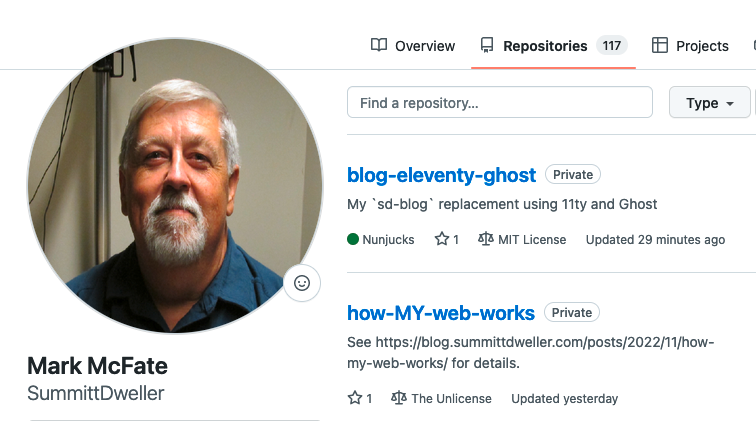 Overview
Repositories 117
Projects
Find a repository...
Type
blog-eleventy-ghost Private
My `sd-blog` replacement using 11ty and Ghost
Nunjucks 1 MIT License Updated 29 minutes ago
how-MY-web-works Private
See https://blog.summittdweller.com/posts/2022/11/how-
my-web-works/ for details.
1 The Unlicense Updated yesterday
Mark McFate
SummittDweller